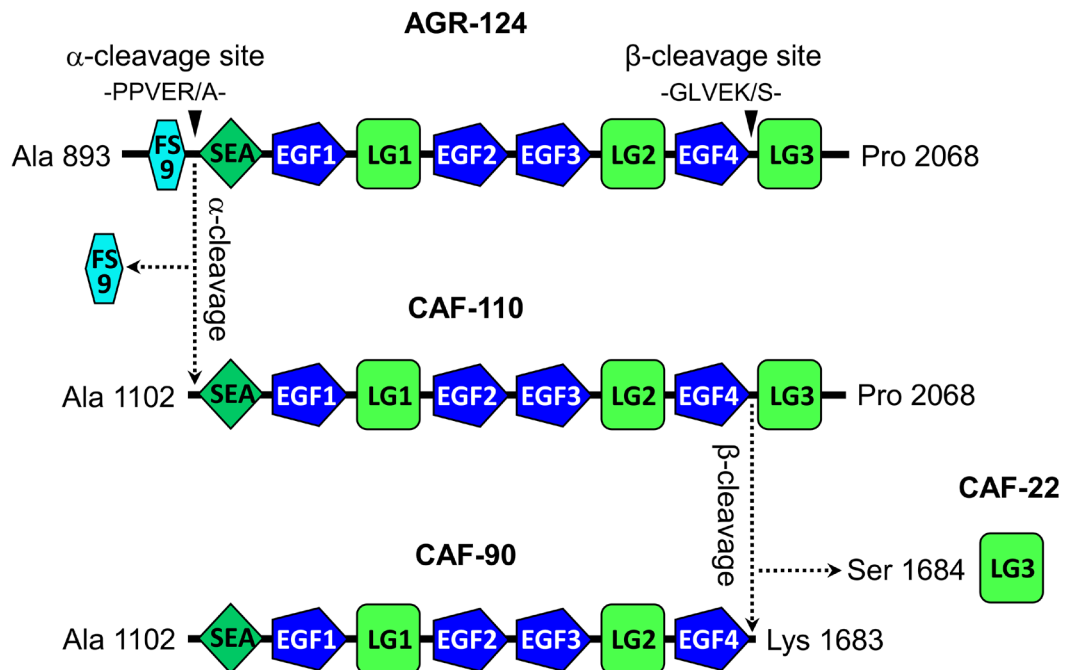 AGR-124
α-cleavage site β-cleavage site
-PPVER/A- -GLVEK/S-
Ala 893 FS 9 SEA EGF1 LG1 EGF2 EGF3 LG2 EGF4 LG3 Pro 2068
α-cleavage
FS 9
CAF-110
Ala 1102 SEA EGF1 LG1 EGF2 EGF3 LG2 EGF4 LG3 Pro 2068
β-cleavage
CAF-22
CAF-90
Ser 1684 LG3
Ala 1102 SEA EGF1 LG1 EGF2 EGF3 LG2 EGF4 Lys 1683